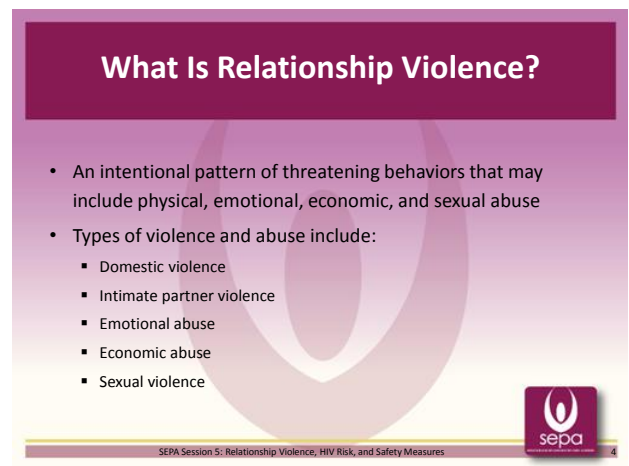 What Is Relationship Violence?
• An intentional pattern of threatening behaviors that may
include physical, emotional, economic, and sexual abuse
• Types of violence and abuse include:
▪ Domestic violence
▪ Intimate partner violence
▪ Emotional abuse
▪ Economic abuse
▪ Sexual violence
sepa
SEPA Session 5: Relationship Violence, HIV Risk, and Safety Measures
4